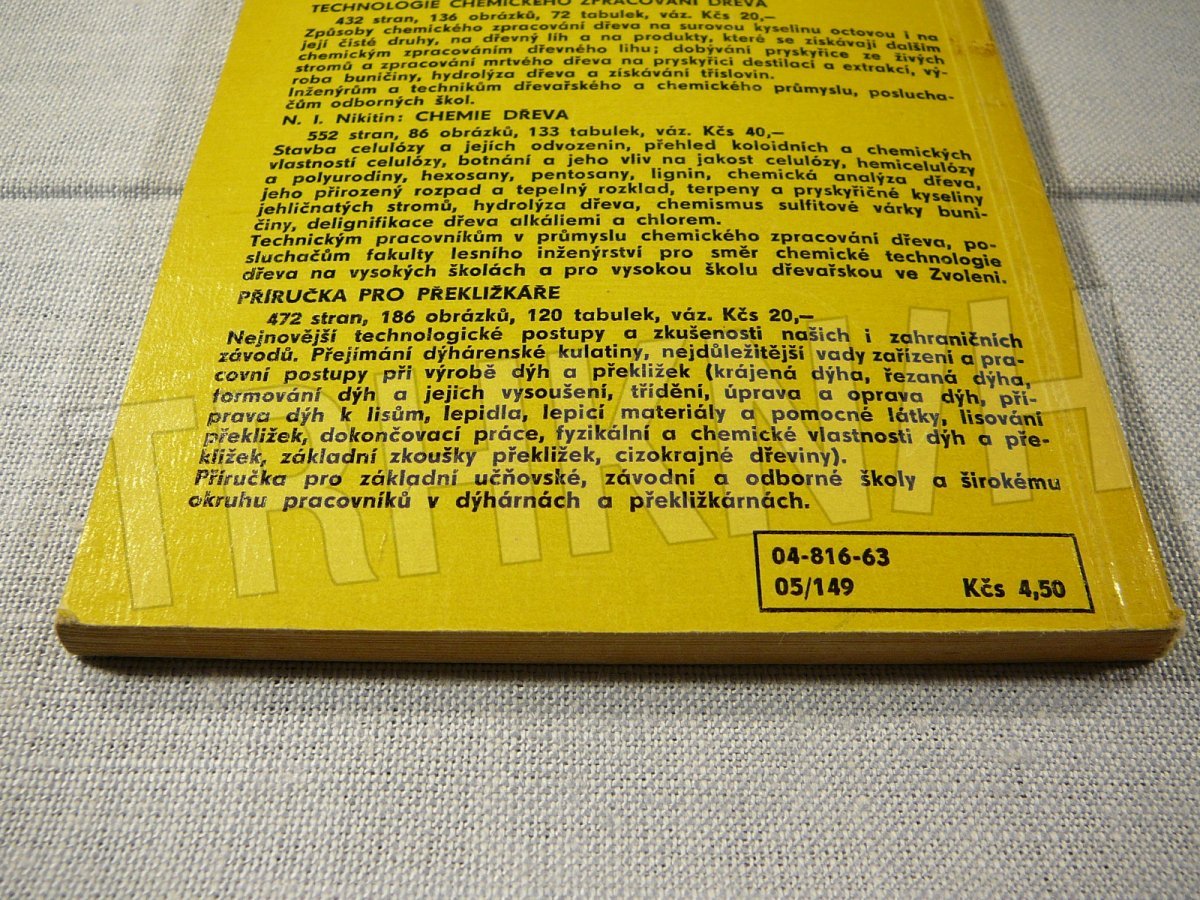 TECHNOLOGIE CHEMICKÉHO ZPRACOVÁNÍ DŘEVA
432 stran, 136 obrázků, 72 tabulek, váz. Kčs 20,—
Způsoby chemického zpracování dřeva na surovou kyselinu octovou i na
její čisté druhy, na dřevný líh a na produkty, které se získávají dalším
chemickým zpracováním dřevného lihu; dobývání pryskyřice ze živých
stromů a zpracování mrtvého dřeva na pryskyřici destilací a extrakcí, vý-
roba buničiny, hydrolýza dřeva a získávání tříslovin.
Inženýrům a technikům dřevařského a chemického průmyslu, poslucha-
čům odborných škol.
N. I. Nikitin: CHEMIE DŘEVA
552 stran, 86 obrázků, 133 tabulek, váz. Kčs 40,—
Stavba celulózy a jejích odvozenin, přehled koloidních a chemických
vlastností celulózy, botnání a jeho vliv na jakost celulózy, hemicelulózy
a polyurodiny, hexosany, pentosany, lignin, chemická analýza dřeva,
jeho přirozený rozpad a tepelný rozklad, terpeny a pryskyřičné kyseliny
jehličnatých stromů, hydrolýza dřeva, chemismus sulfitové várky buni-
činy, delignifikace dřeva alkáliemi a chlorem.
Technickým pracovníkům v průmyslu chemického zpracování dřeva, po-
sluchačům fakulty lesního inženýrství pro směr chemické technologie
dřeva na vysokých školách a pro vysokou školu dřevařskou ve Zvoleni.
PŘÍRUČKA PRO PŘEKLIŽKÁŘE
472 stran, 186 obrázků, 120 tabulek, váz. Kčs 20,—
Nejnovější technologické postupy a zkušenosti našich i zahraničních
závodů. Přejímání dýhárenské kulatiny, nejdůležitější vady zařízení a pra-
covní postupy při výrobě dýh a překližek (krájená dýha, řezaná dýha,
formování dýh a jejich vysoušení, třídění, úprava a oprava dýh, pří-
prava dýh k lisům, lepidla, lepicí materiály a pomocné látky, lisování
překližek, dokončovací práce, fyzikální a chemické vlastnosti dýh a pře-
kližek, základní zkoušky překližek, cizokrajné dřeviny).
Příručka pro základní učňovské, závodní a odborné školy a širokému
okruhu pracovníků v dýhárnách a překližkárnách.
04-816-63
05/149 Kčs 4,50
TRHKNIH